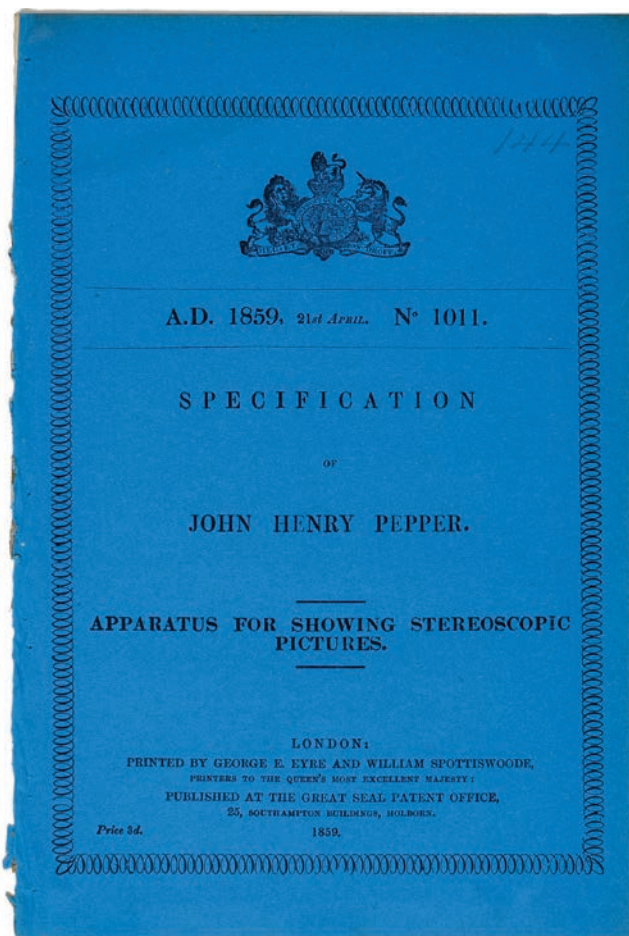 144
A.D. 1859, 21st APRIL. No 1011.
SPECIFICATION
OF
JOHN HENRY PEPPER.
APPARATUS FOR SHOWING STEREOSCOPIC
PICTURES.
LONDON:
PRINTED BY GEORGE E. EYRE AND WILLIAM SPOTTISWOODE,
PRINTERS TO THE QUEEN'S MOST EXCELLENT MAJESTY:
PUBLISHED AT THE GREAT SEAL PATENT OFFICE,
25, SOUTHAMPTON BUILDINGS, HOLBORN.
Price 3d. 1859.